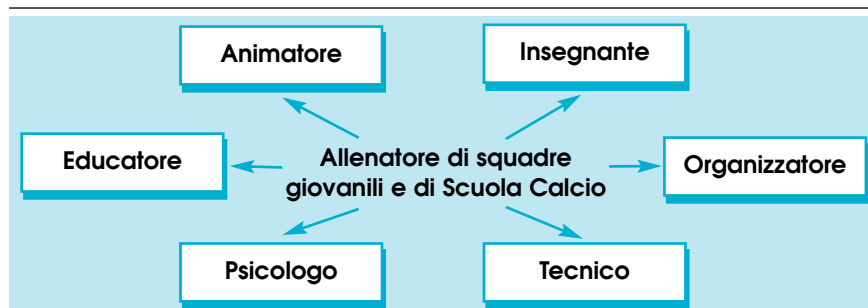 Animatore
Insegnante
Educatore
Allenatore di squadre
giovanili e di Scuola Calcio
Organizzatore
Psicologo
Tecnico